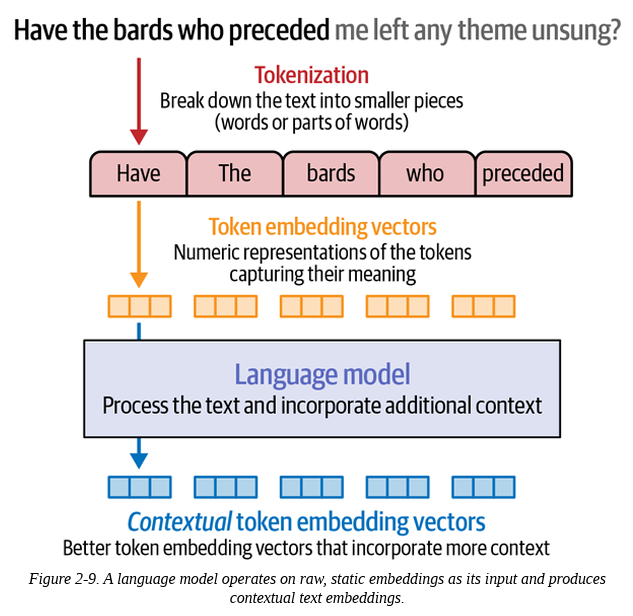 Have the bards who preceded me left any theme unsung?
Tokenization
Break down the text into smaller pieces
(words or parts of words)
Have The bards who preceded
Token embedding vectors
Numeric representations of the tokens
capturing their meaning
Language model
Process the text and incorporate additional context
Contextual token embedding vectors
Better token embedding vectors that incorporate more context
Figure 2-9. A language model operates on raw, static embeddings as its input and produces
contextual text embeddings.